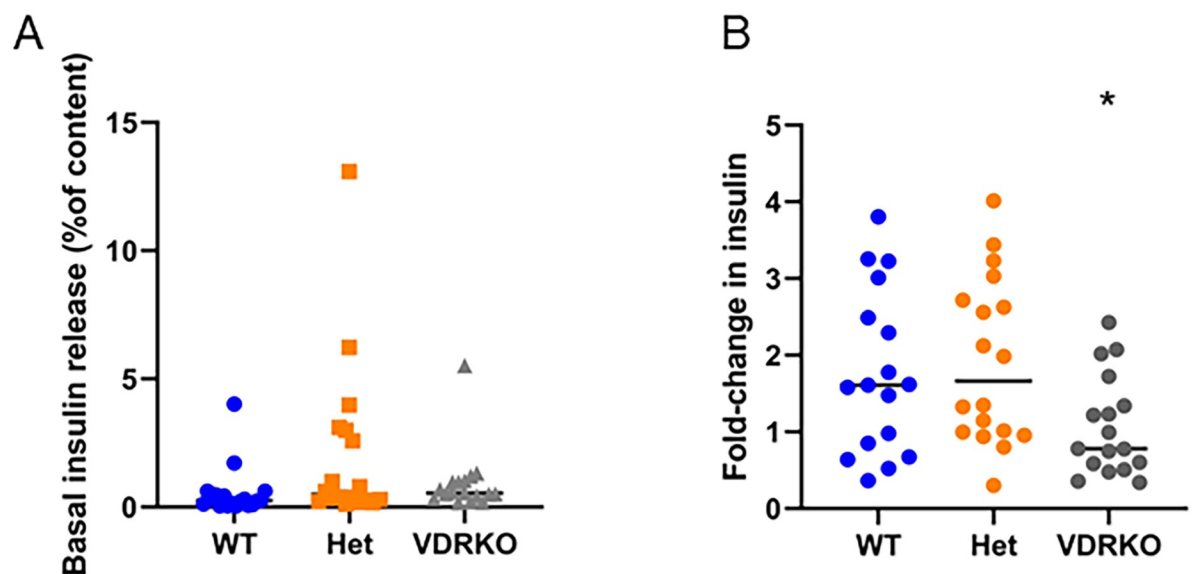 A
Basal insulin release (%of content)
15
10
5
0
WT Het VDRKO
B
*
Fold-change in insulin
5
4
3
2
1
0
WT Het VDRKO